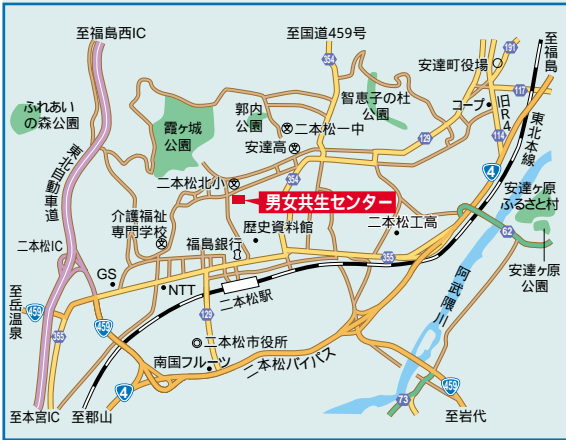 至福島西IC
至国道459号
至福島
354
191
安達町役場
117
ふれあい
の森公園
霞ヶ城
公園
郭内
公園
智恵子の杜
公園
二本松一中
安達高
コープ
旧R4
114
129
東北本線
4
東北自動車道
二本松北小
354
男女共生センター
安達ヶ原
ふるさと村
介護福祉
専門学校
歴史資料館
二本松工高
福島銀行
62
二本松IC
355
安達ヶ原
公園
GS
NTT
二本松駅
阿武隈川
至岳温泉
459
459
355
129
二本松市役所
南国フルーツ
二本松バイパス
4
459
73
至本宮IC
至郡山
至岩代